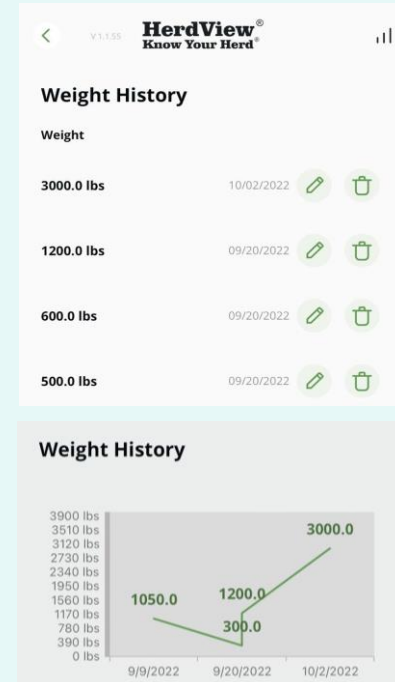 V 1.1.55
HerdView®
Know Your Herd®
Weight History
Weight
3000.0 lbs 10/02/2022
1200.0 lbs 09/20/2022
600.0 lbs 09/20/2022
500.0 lbs 09/20/2022
Weight History
3900 lbs
3510 lbs
3120 lbs
2730 lbs
2340 lbs
1950 lbs
1560 lbs
1170 lbs
780 lbs
390 lbs
0 lbs
3000.0
1050.0
1200.0
300.0
9/9/2022 9/20/2022 10/2/2022